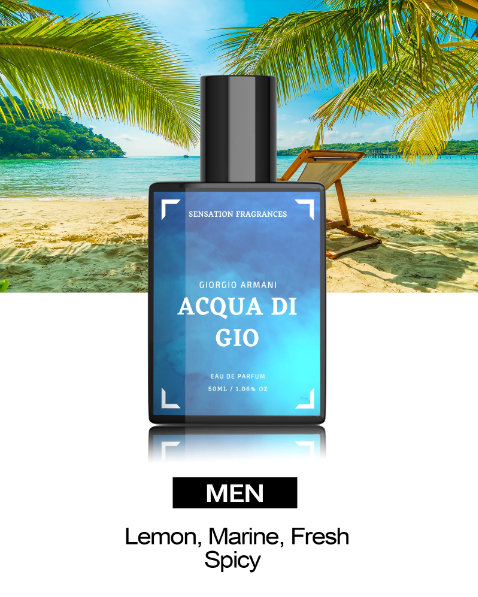 SENSATION FRAGRANCES
GIORGIO ARMANI
ACQUA DI
GIO
EAU DE PARFUM
50ML / 1.06% OZ
MEN
Lemon, Marine, Fresh
Spicy